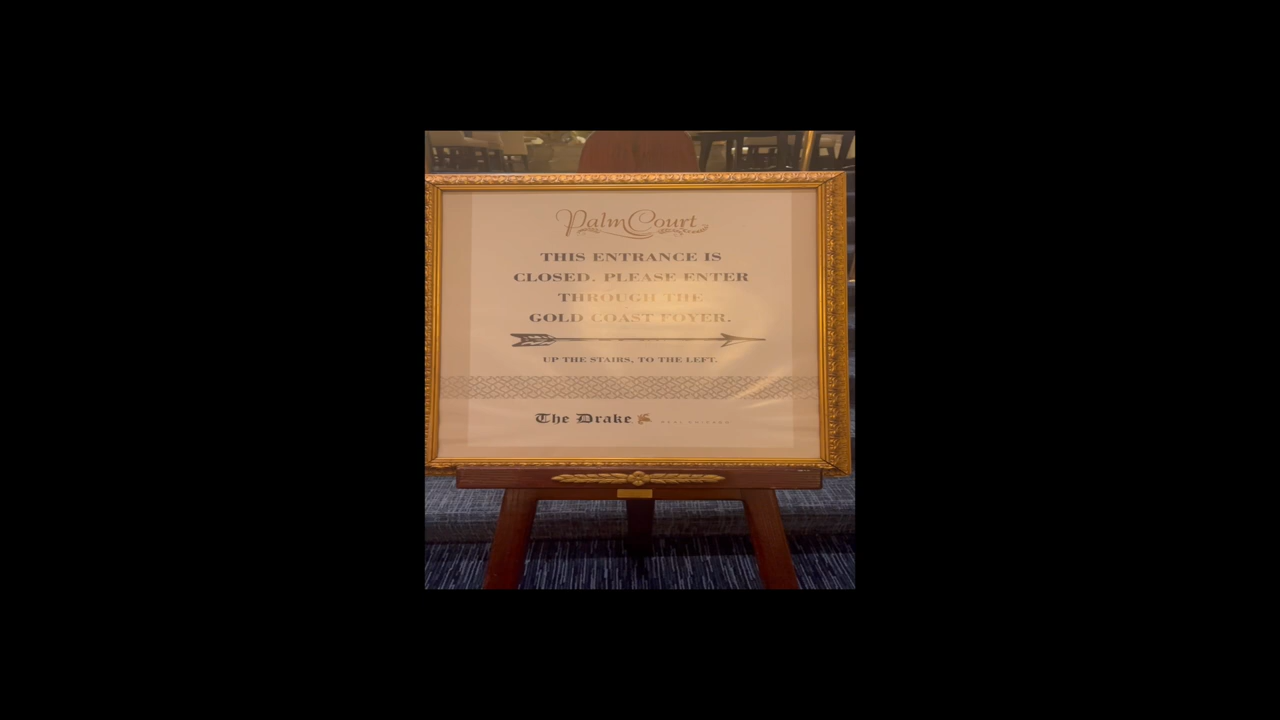 Palm Court
THIS ENTRANCE IS
CLOSED. PLEASE ENTER
THROUGH THE
GOLD COAST FOYER.
UP THE STAIRS, TO THE LEFT.
The Drake